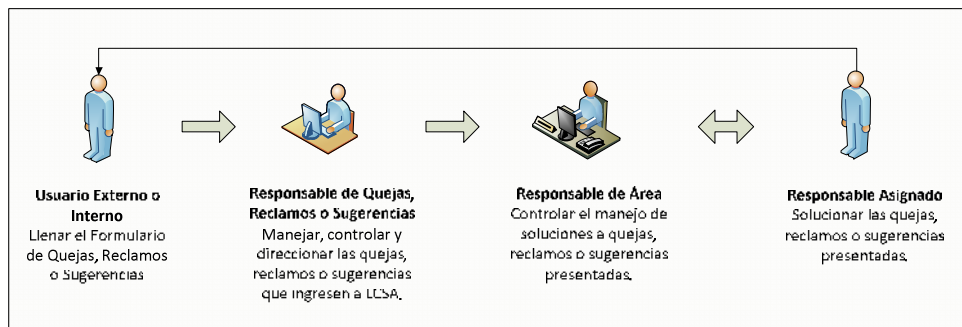 Usuario Externo o
Interno
Llenar el Formulario
de Quejas, Reclamos
o Sugerencias
Responsable de Quejas,
Reclamos o Sugerencias
Manejar, controlar y
direccionar las quejas,
reclamos o sugerencias
que ingresen a LCSA.
Responsable de Área
Controlar el manejo de
soluciones a quejas,
reclamos o sugerencias
presentadas.
Responsable Asignado
Solucionar las quejas,
reclamos o sugerencias
presentadas.